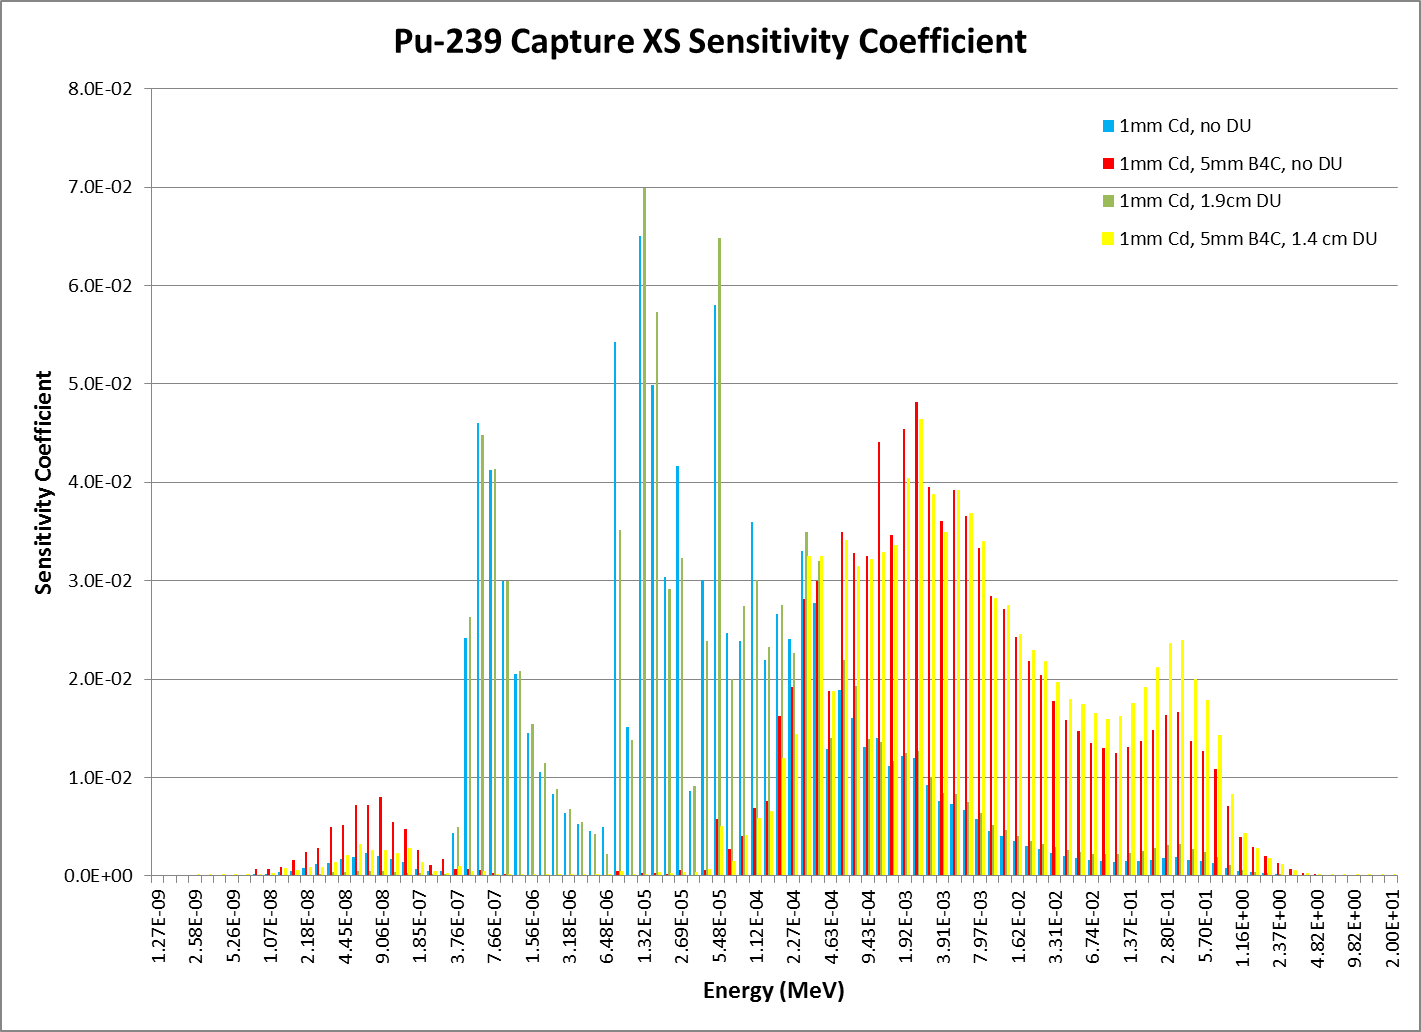 Pu-239 Capture XS Sensitivity Coefficient
8.0E-02
7.0E-02
6.0E-02
5.0E-02
4.0E-02
3.0E-02
2.0E-02
1.0E-02
0.0E+00
Sensitivity Coefficient
1mm Cd, no DU
1mm Cd, 5mm B4C, no DU
1mm Cd, 1.9cm DU
1mm Cd, 5mm B4C, 1.4 cm DU
1.27E-09
2.58E-09
5.26E-09
1.07E-08
2.18E-08
4.45E-08
9.06E-08
1.85E-07
3.76E-07
7.66E-07
1.56E-06
3.18E-06
6.48E-06
1.32E-05
2.69E-05
5.48E-05
1.12E-04
2.27E-04
4.63E-04
9.43E-04
1.92E-03
3.91E-03
7.97E-03
1.62E-02
3.31E-02
6.74E-02
1.37E-01
2.80E-01
5.70E-01
1.16E+00
2.37E+00
4.82E+00
9.82E+00
2.00E+01
Energy (MeV)